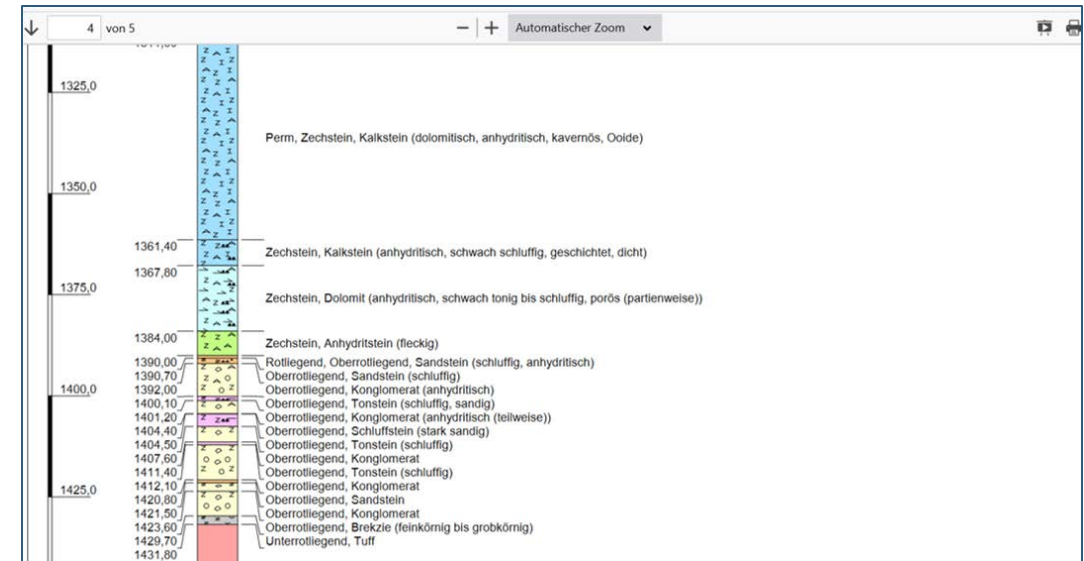 4 von 5 Automatischer Zoom
1325,0
Perm, Zechstein, Kalkstein (dolomitisch, anhydritisch, kavernös, Ooide)
1350,0
1361,40
Zechstein, Kalkstein (anhydritisch, schwach schluffig, geschichtet, dicht)
1367,80
1375,0
Zechstein, Dolomit (anhydritisch, schwach tonig bis schluffig, porös (partienweise))
1384,00
Zechstein, Anhydritstein (fleckig)
1390,00 Rotliegend, Oberrotliegend, Sandstein (schluffig, anhydritisch)
1390,70 Oberrotliegend, Sandstein (schluffig)
1400,0 1392,00 Oberrotliegend, Konglomerat (anhydritisch)
1400,10 Oberrotliegend, Tonstein (schluffig, sandig)
1401,20 Oberrotliegend, Konglomerat (anhydritisch (teilweise))
1404,40 Oberrotliegend, Schluffstein (stark sandig)
1404,50 Oberrotliegend, Tonstein (schluffig)
1407,60 Oberrotliegend, Konglomerat
1411,40 Oberrotliegend, Tonstein (schluffig)
1412,10 Oberrotliegend, Konglomerat
1425,0 1420,80 Oberrotliegend, Sandstein
1421,50 Oberrotliegend, Konglomerat
1423,60 Oberrotliegend, Brekzie (feinkörnig bis grobkörnig)
1429,70 Unterrotliegend, Tuff
1431,80